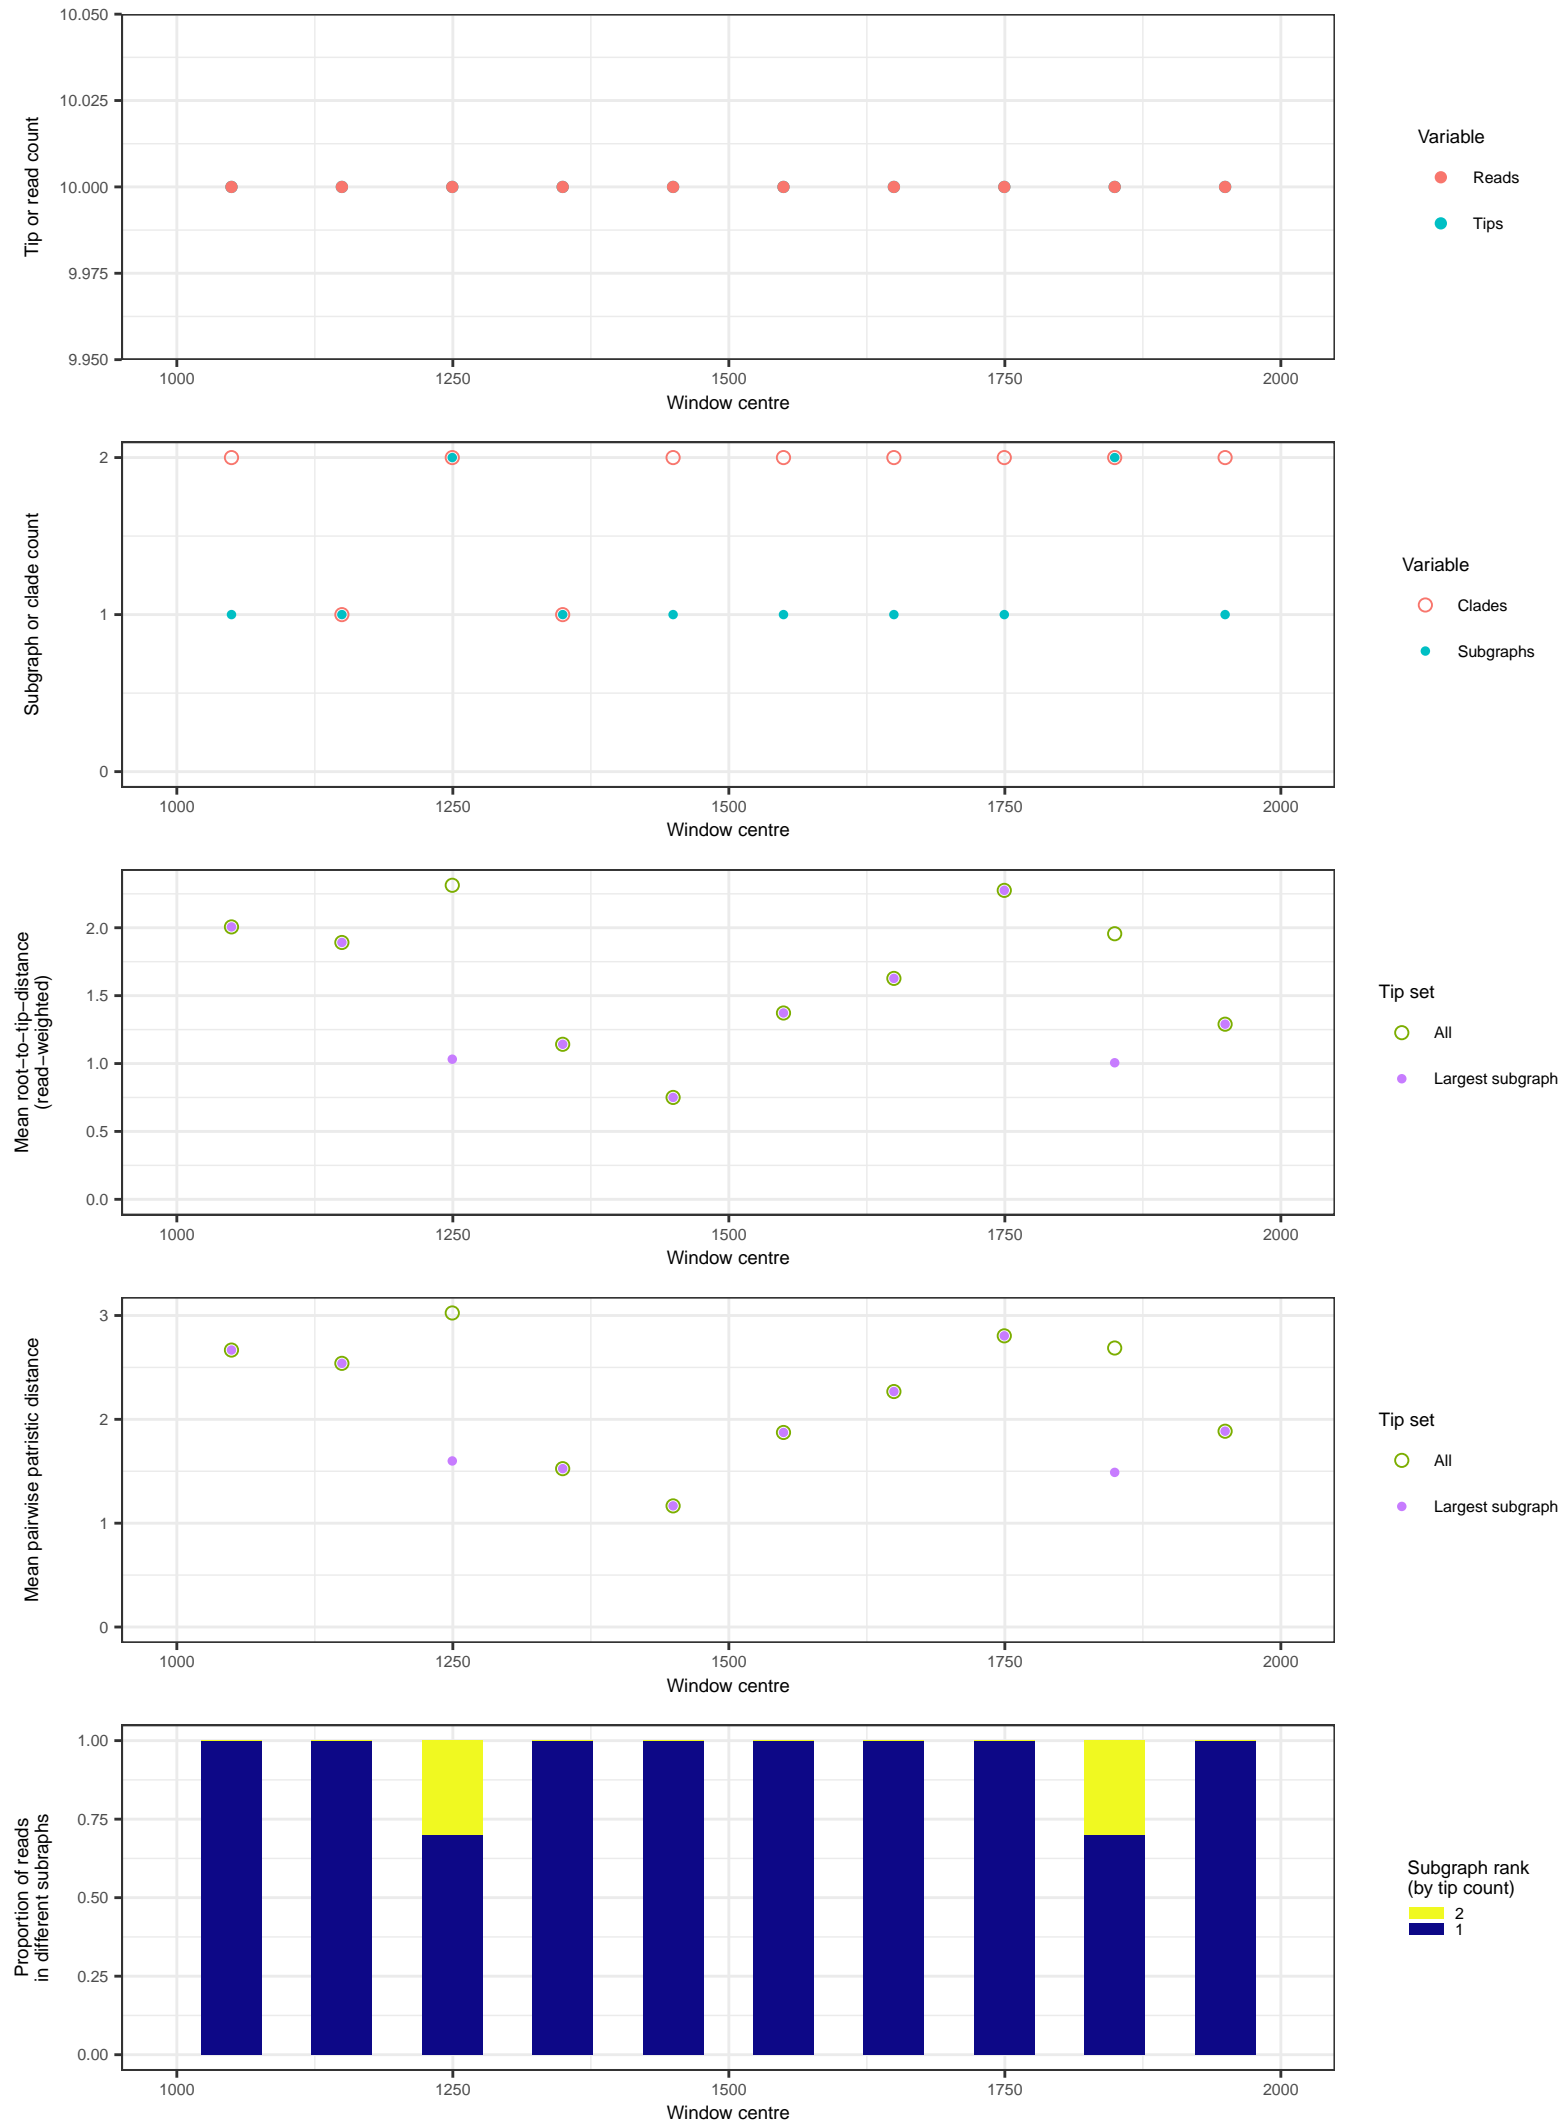 10.050
10.025
10.000
9.975
9.950
Tip or read count
1000 1250 1500 1750 2000
Window centre
Variable
Reads
Tips
2
1
0
Subgraph or clade count
1000 1250 1500 1750 2000
Window centre
Variable
Clades
Subgraphs
2.0
1.5
1.0
0.5
0.0
Mean root−to−tip−distance
(read−weighted)
1000 1250 1500 1750 2000
Window centre
Tip set
All
Largest subgraph
3
2
1
0
Mean pairwise patristic distance
1000 1250 1500 1750 2000
Window centre
Tip set
All
Largest subgraph
1.00
0.75
0.50
0.25
0.00
Proportion of reads
in different subraphs
1000 1250 1500 1750 2000
Window centre
Subgraph rank
(by tip count)
2
1